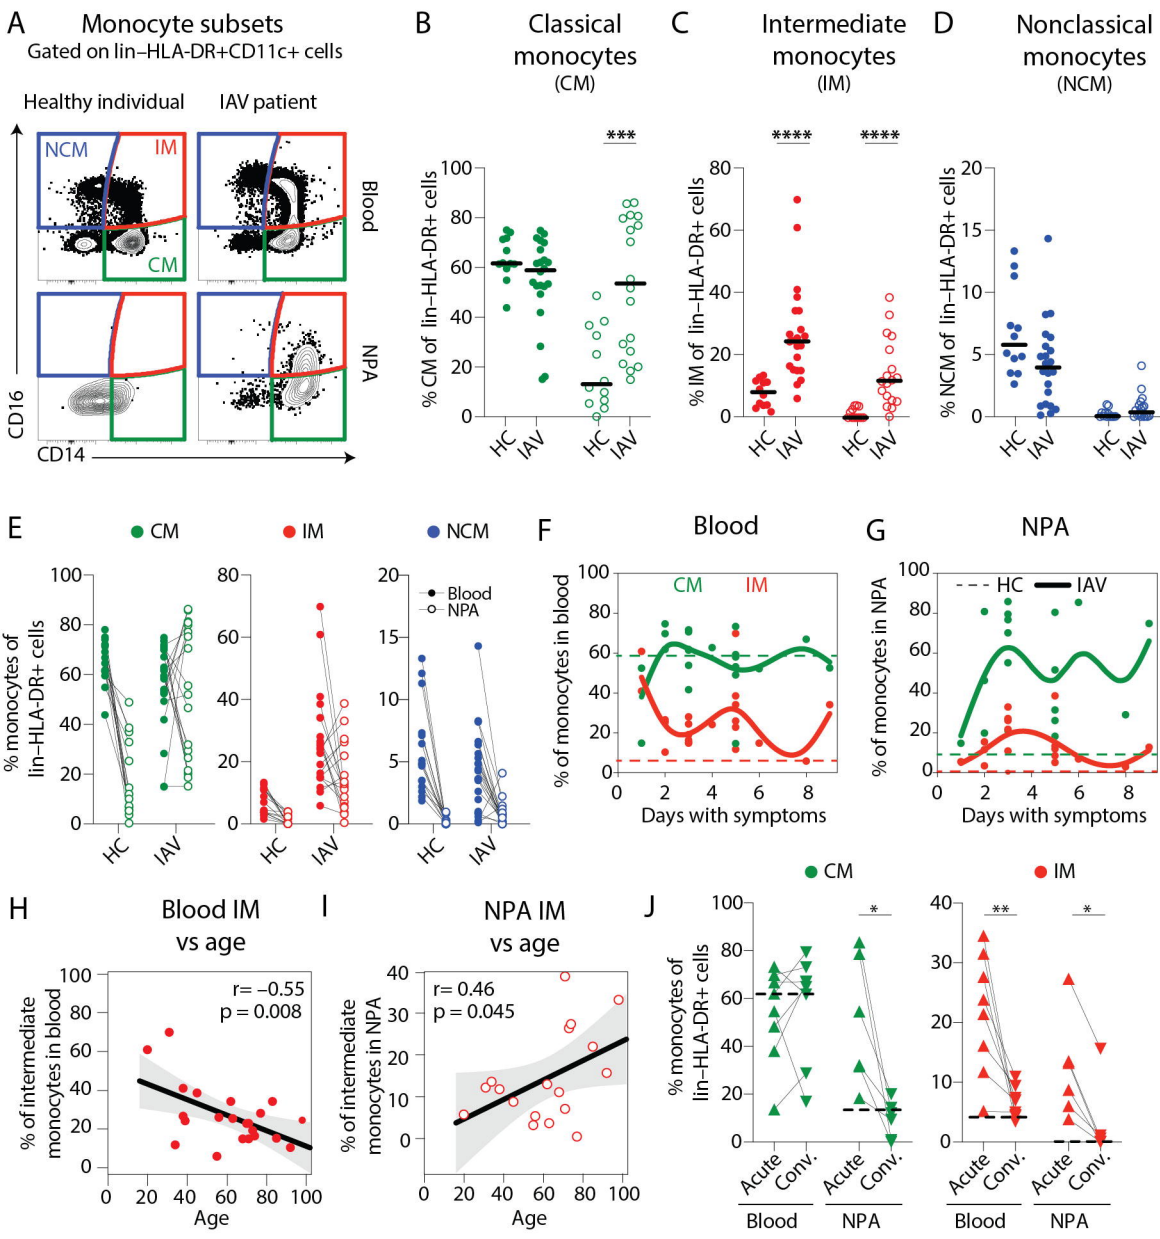 A
Monocyte subsets
Gated on lin–HLA-DR+CD11c+ cells
Healthy individual
IAV patient
NCM
IM
CM
Blood
NPA
CD16
CD14
B
Classical
monocytes
(CM)
***
% CM of lin–HLA-DR+ cells
100
80
60
40
20
0
HC
IAV
HC
IAV
C
Intermediate
monocytes
(IM)
****
****
% IM of lin–HLA-DR+ cells
80
60
40
20
0
HC
IAV
HC
IAV
D
Nonclassical
monocytes
(NCM)
% NCM of lin–HLA-DR+ cells
20
15
10
5
0
HC
IAV
HC
IAV
E
CM
IM
NCM
% monocytes of
lin–HLA-DR+ cells
100
80
60
40
20
0
HC
IAV
80
60
40
20
0
HC
IAV
20
15
10
5
0
Blood
NPA
HC
IAV
F
Blood
CM
IM
% of monocytes in blood
100
80
60
40
20
0
0
2
4
6
8
Days with symptoms
G
NPA
HC
IAV
% of monocytes in NPA
100
80
60
40
20
0
0
2
4
6
8
Days with symptoms
H
Blood IM
vs age
r= –0.55
p = 0.008
% of intermediate
monocytes in blood
100
80
60
40
20
0
0
20
40
60
80
100
Age
I
NPA IM
vs age
r= 0.46
p = 0.045
% of intermediate
monocytes in NPA
40
30
20
10
0
0
20
40
60
80
100
Age
J
CM
IM
% monocytes of
lin–HLA-DR+ cells
100
80
60
40
20
0
*
Acute
Conv.
Acute
Conv.
Blood
NPA
40
30
20
10
0
**
*
Acute
Conv.
Acute
Conv.
Blood
NPA